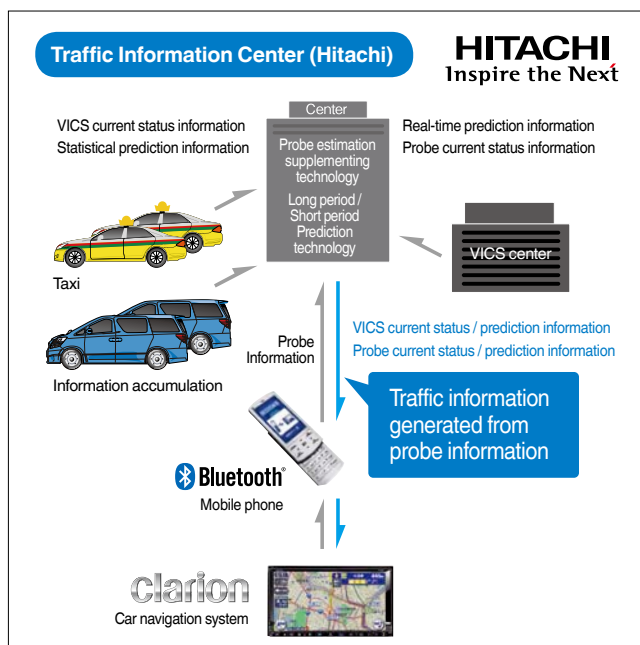 Traffic Information Center (Hitachi)
HITACHI
Inspire the Next
Center
VICS current status information
Statistical prediction information
Real-time prediction information
Probe current status information
Probe estimation
supplementing
technology
Long period /
Short period
Prediction
technology
VICS center
Taxi
Information accumulation
Probe
Information
VICS current status / prediction information
Probe current status / prediction information
Traffic information
generated from
probe information
Bluetooth®
Mobile phone
clarion
Car navigation system